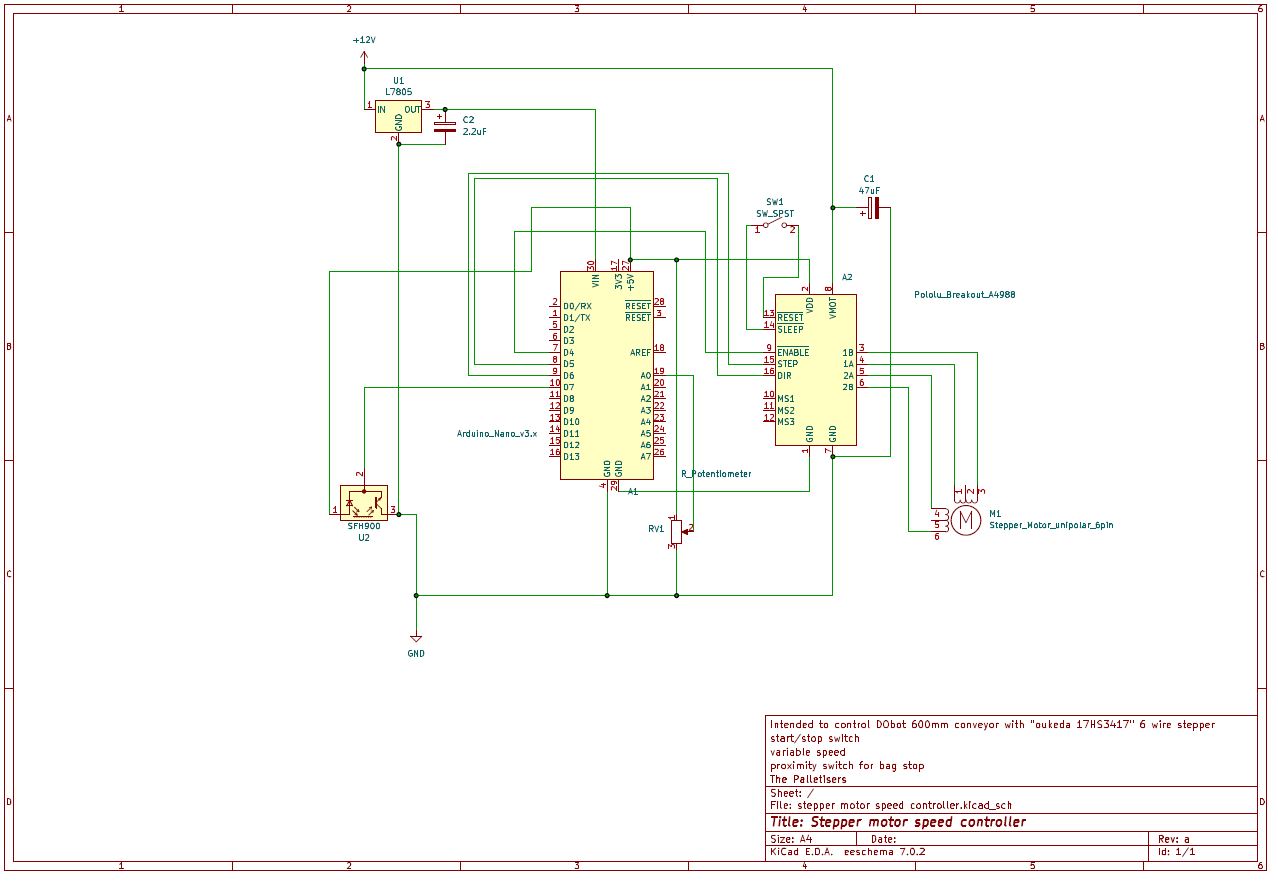 1 2 3 4 5 6
A
B
C
D
A
B
C
D
1 2 3 4 5 6
+12V
U1
L7805
1 IN OUT 3
GND
2
+
C2
2.2uF
C1
47uF
+
SW1
SW_SPST
1 2
A2
Pololu_Breakout_A4988
30 17 27
VIN 3V3 +5V
2 D0/RX RESET 28
1 D1/TX RESET 3
5 D2
6 D3
7 D4 AREF 18
8 D5
9 D6 A0 19
10 D7 A1 20
11 D8 A2 21
12 D9 A3 22
13 D10 A4 23
14 D11 A5 24
15 D12 A6 25
16 D13 A7 26
GND GND
4 29
Arduino_Nano_v3.x
A1
2 8
VDD VMOT
13 RESET
14 SLEEP
9 ENABLE 1B 3
15 STEP 1A 4
16 DIR 2A 5
2B 6
10 MS1
11 MS2
12 MS3
GND GND
1 7
R_Potentiometer
RV1
1
2
3
2
1 3
SFH900
U2
1 2 3
4
5
6
M
M1
Stepper_Motor_unipolar_6pin
GND
Intended to control DObot 600mm conveyor with "oukeda 17HS3417" 6 wire stepper
start/stop switch
variable speed
proximity switch for bag stop
The Palletisers
Sheet: /
File: stepper motor speed controller.kicad_sch
Title: Stepper motor speed controller
Size: A4 Date: Rev: a
KiCad E.D.A. eeschema 7.0.2 Id: 1/1